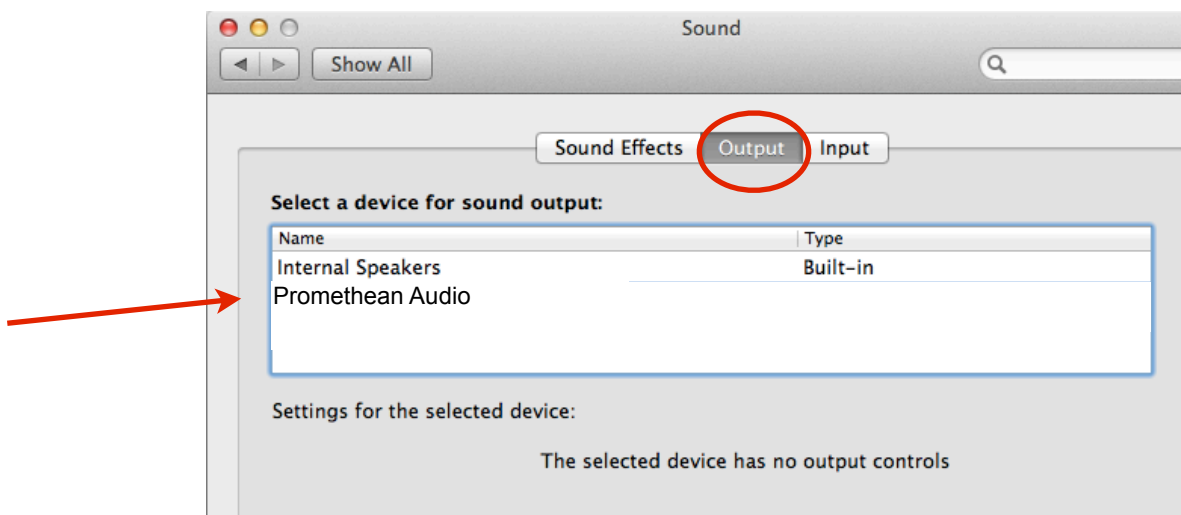 Sound
Show All
Sound Effects Output Input
Select a device for sound output:
Name Type
Internal Speakers Built-in
Promethean Audio
Settings for the selected device:
The selected device has no output controls